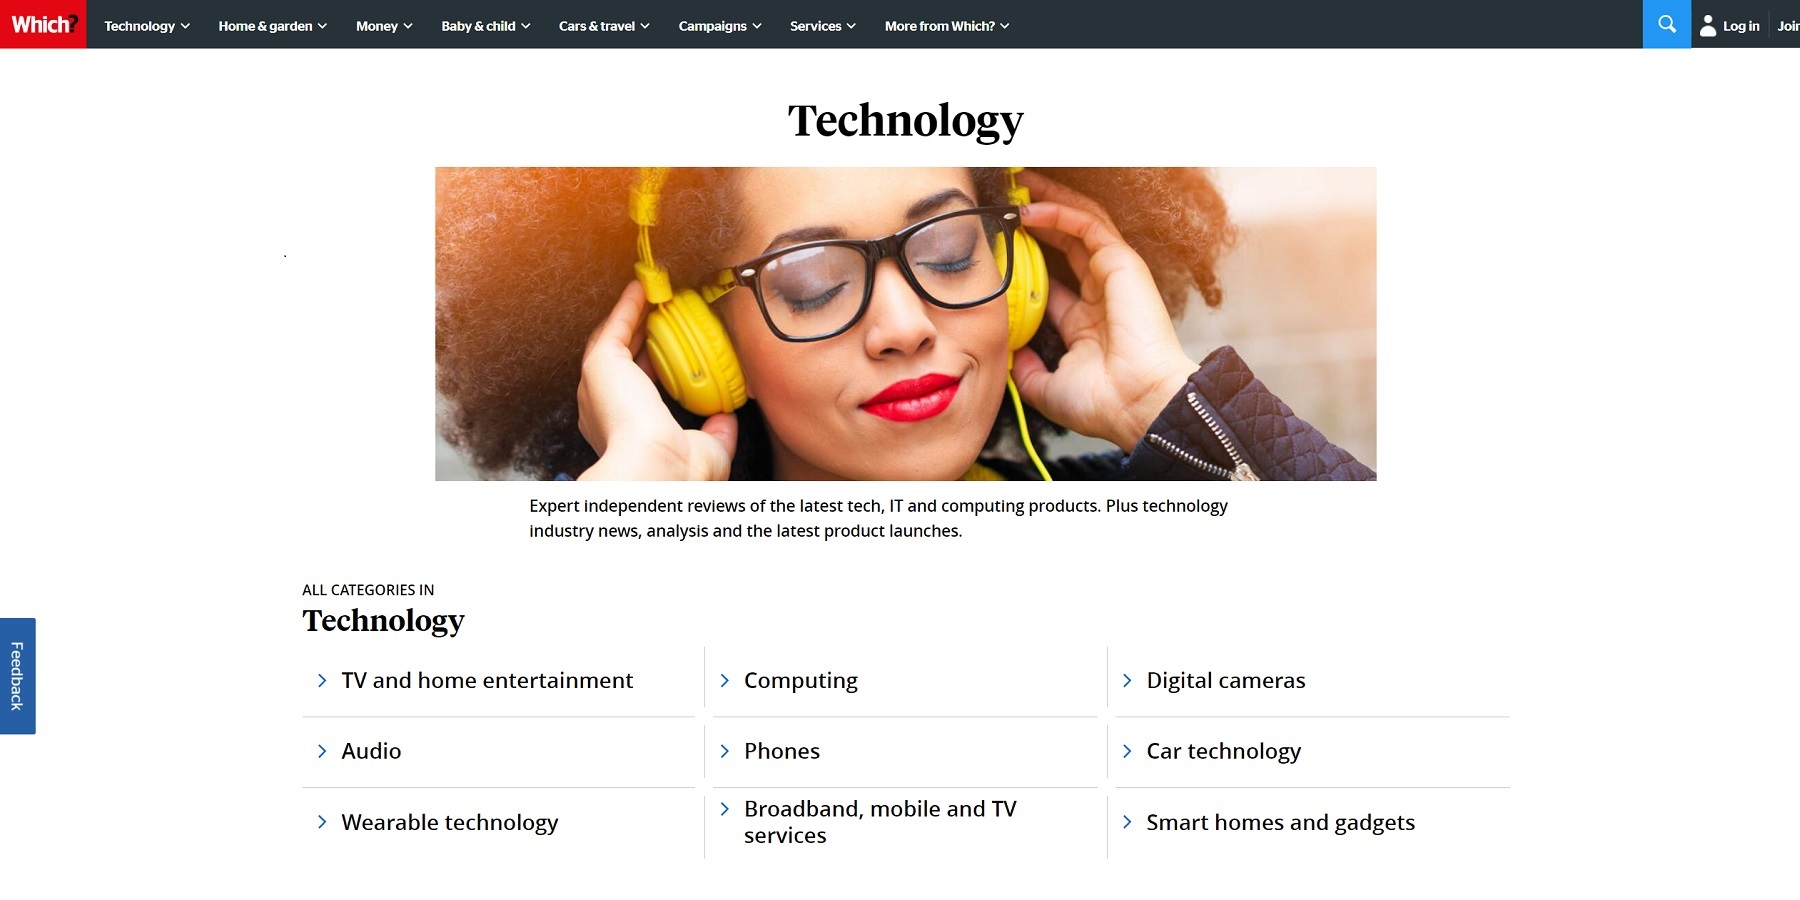 Which?
Technology
Home & garden
Money
Baby & child
Cars & travel
Campaigns
Services
More from Which?
Log in
Join
Technology
Expert independent reviews of the latest tech, IT and computing products. Plus technology
industry news, analysis and the latest product launches.
ALL CATEGORIES IN
Technology
TV and home entertainment
Computing
Digital cameras
Audio
Phones
Car technology
Wearable technology
Broadband, mobile and TV
services
Smart homes and gadgets
Feedback